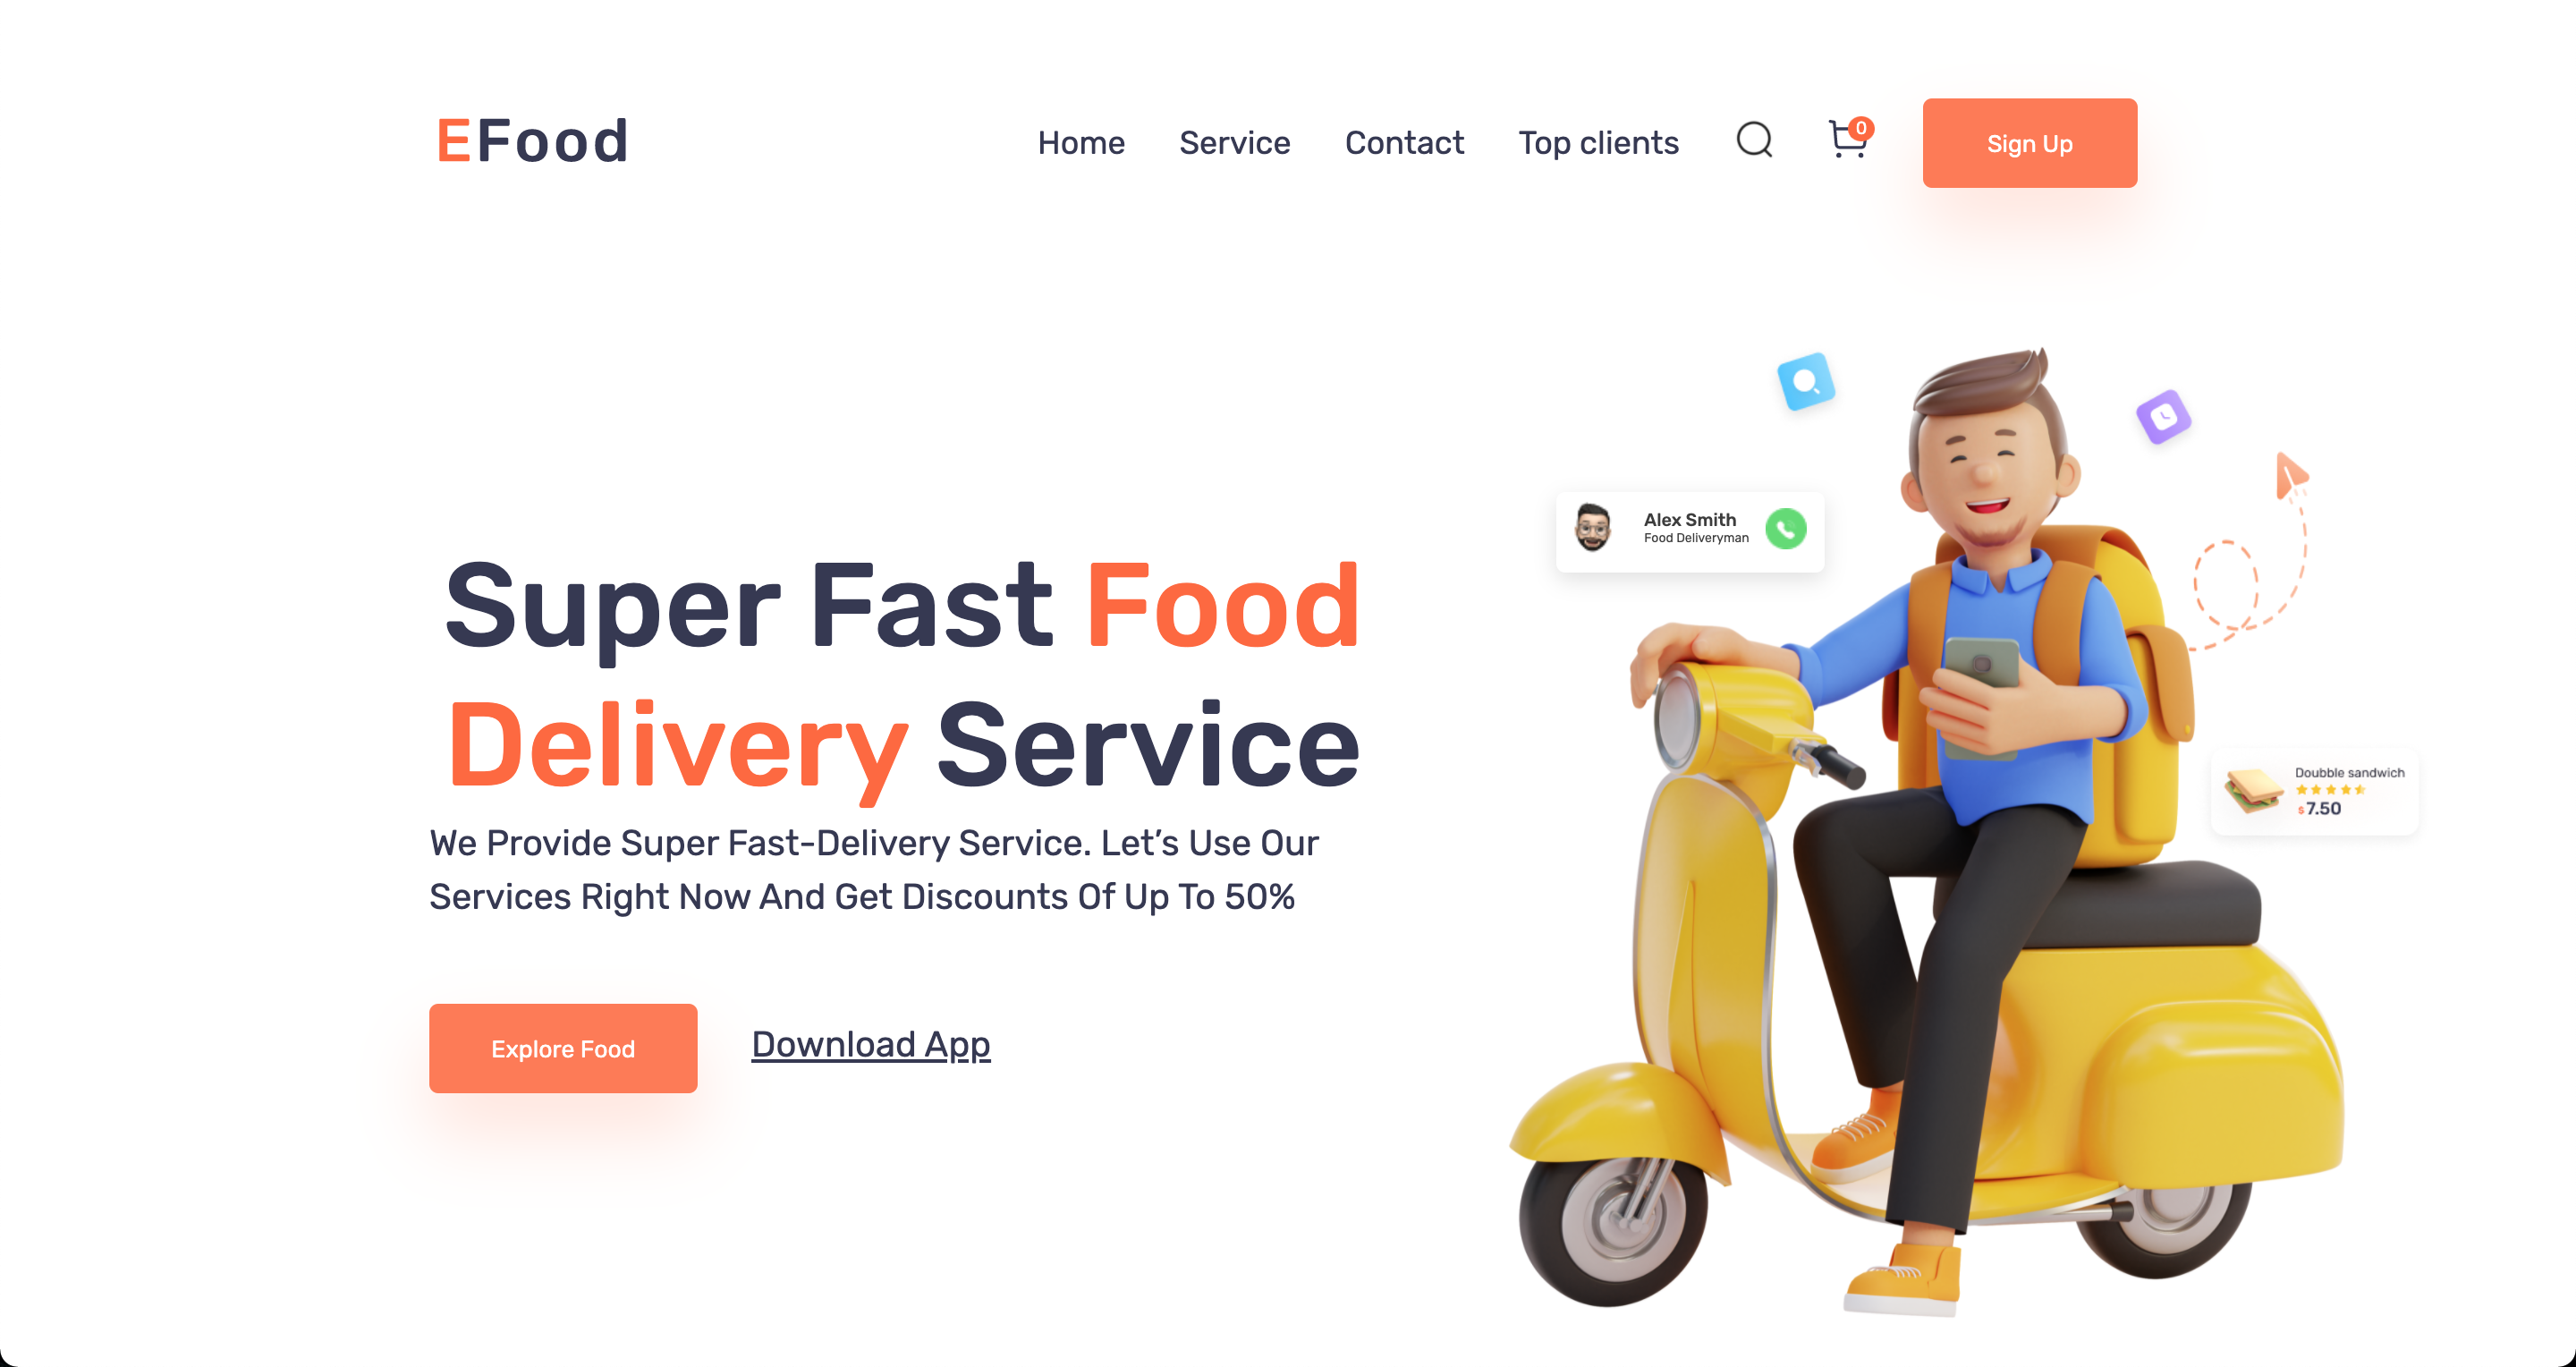 EFood
Home
Service
Contact
Top clients
0
Sign Up
Alex Smith
Food Deliveryman
Super Fast Food
Delivery Service
Doubble sandwich
$7.50
We Provide Super Fast-Delivery Service. Let’s Use Our
Services Right Now And Get Discounts Of Up To 50%
Explore Food
Download App